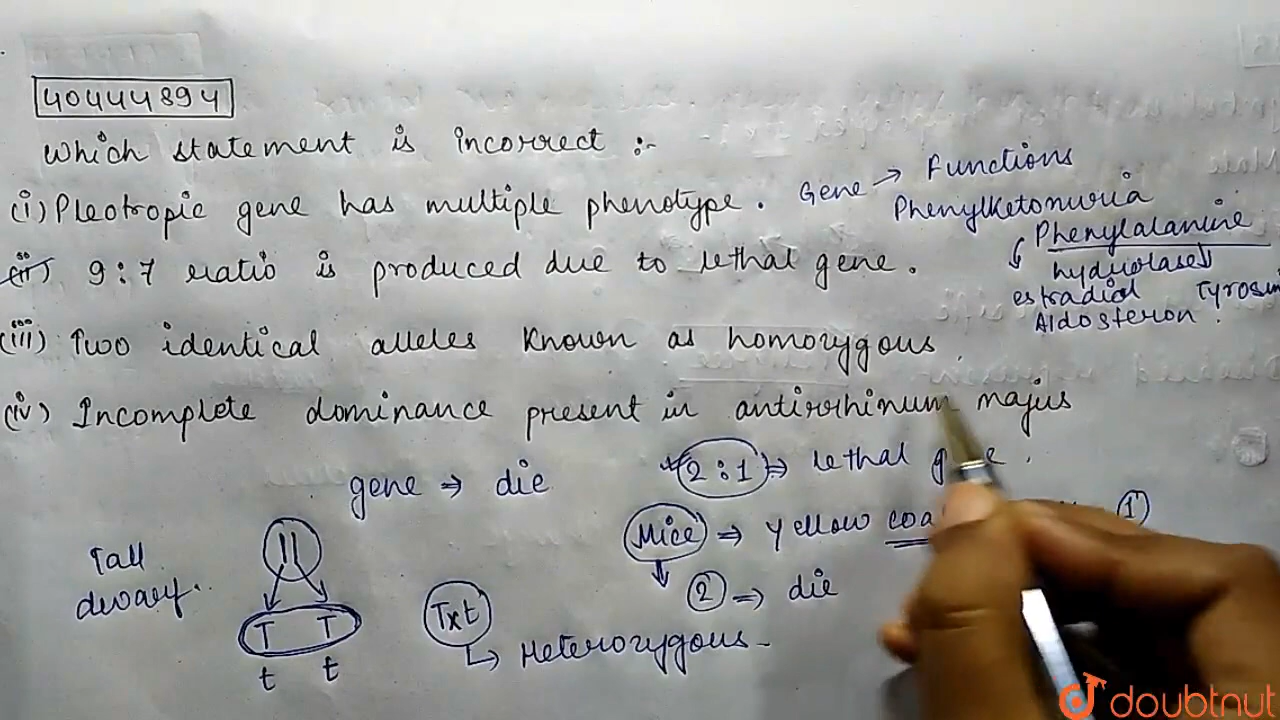 40444894
Which statement is incorrect :-
(i) Pleotropic gene has multiple phenotype.
(ii) 9:7 ratio is produced due to lethal gene.
(iii) Two identical alleles known as homozygous.
(iv) Incomplete dominance present in antirrhinum majus
Gene → Functions
Phenylketonuria
Phenylalanine
hydrolase
estradiol Tyrosin
Aldosteron.
gene ⇒ die
2:1 ⇒ lethal
Mice ⇒ Yellow 1
2 ⇒ die
Tall
dwarf.
T T
t t
Txt
Heterozygous-
doubtnut